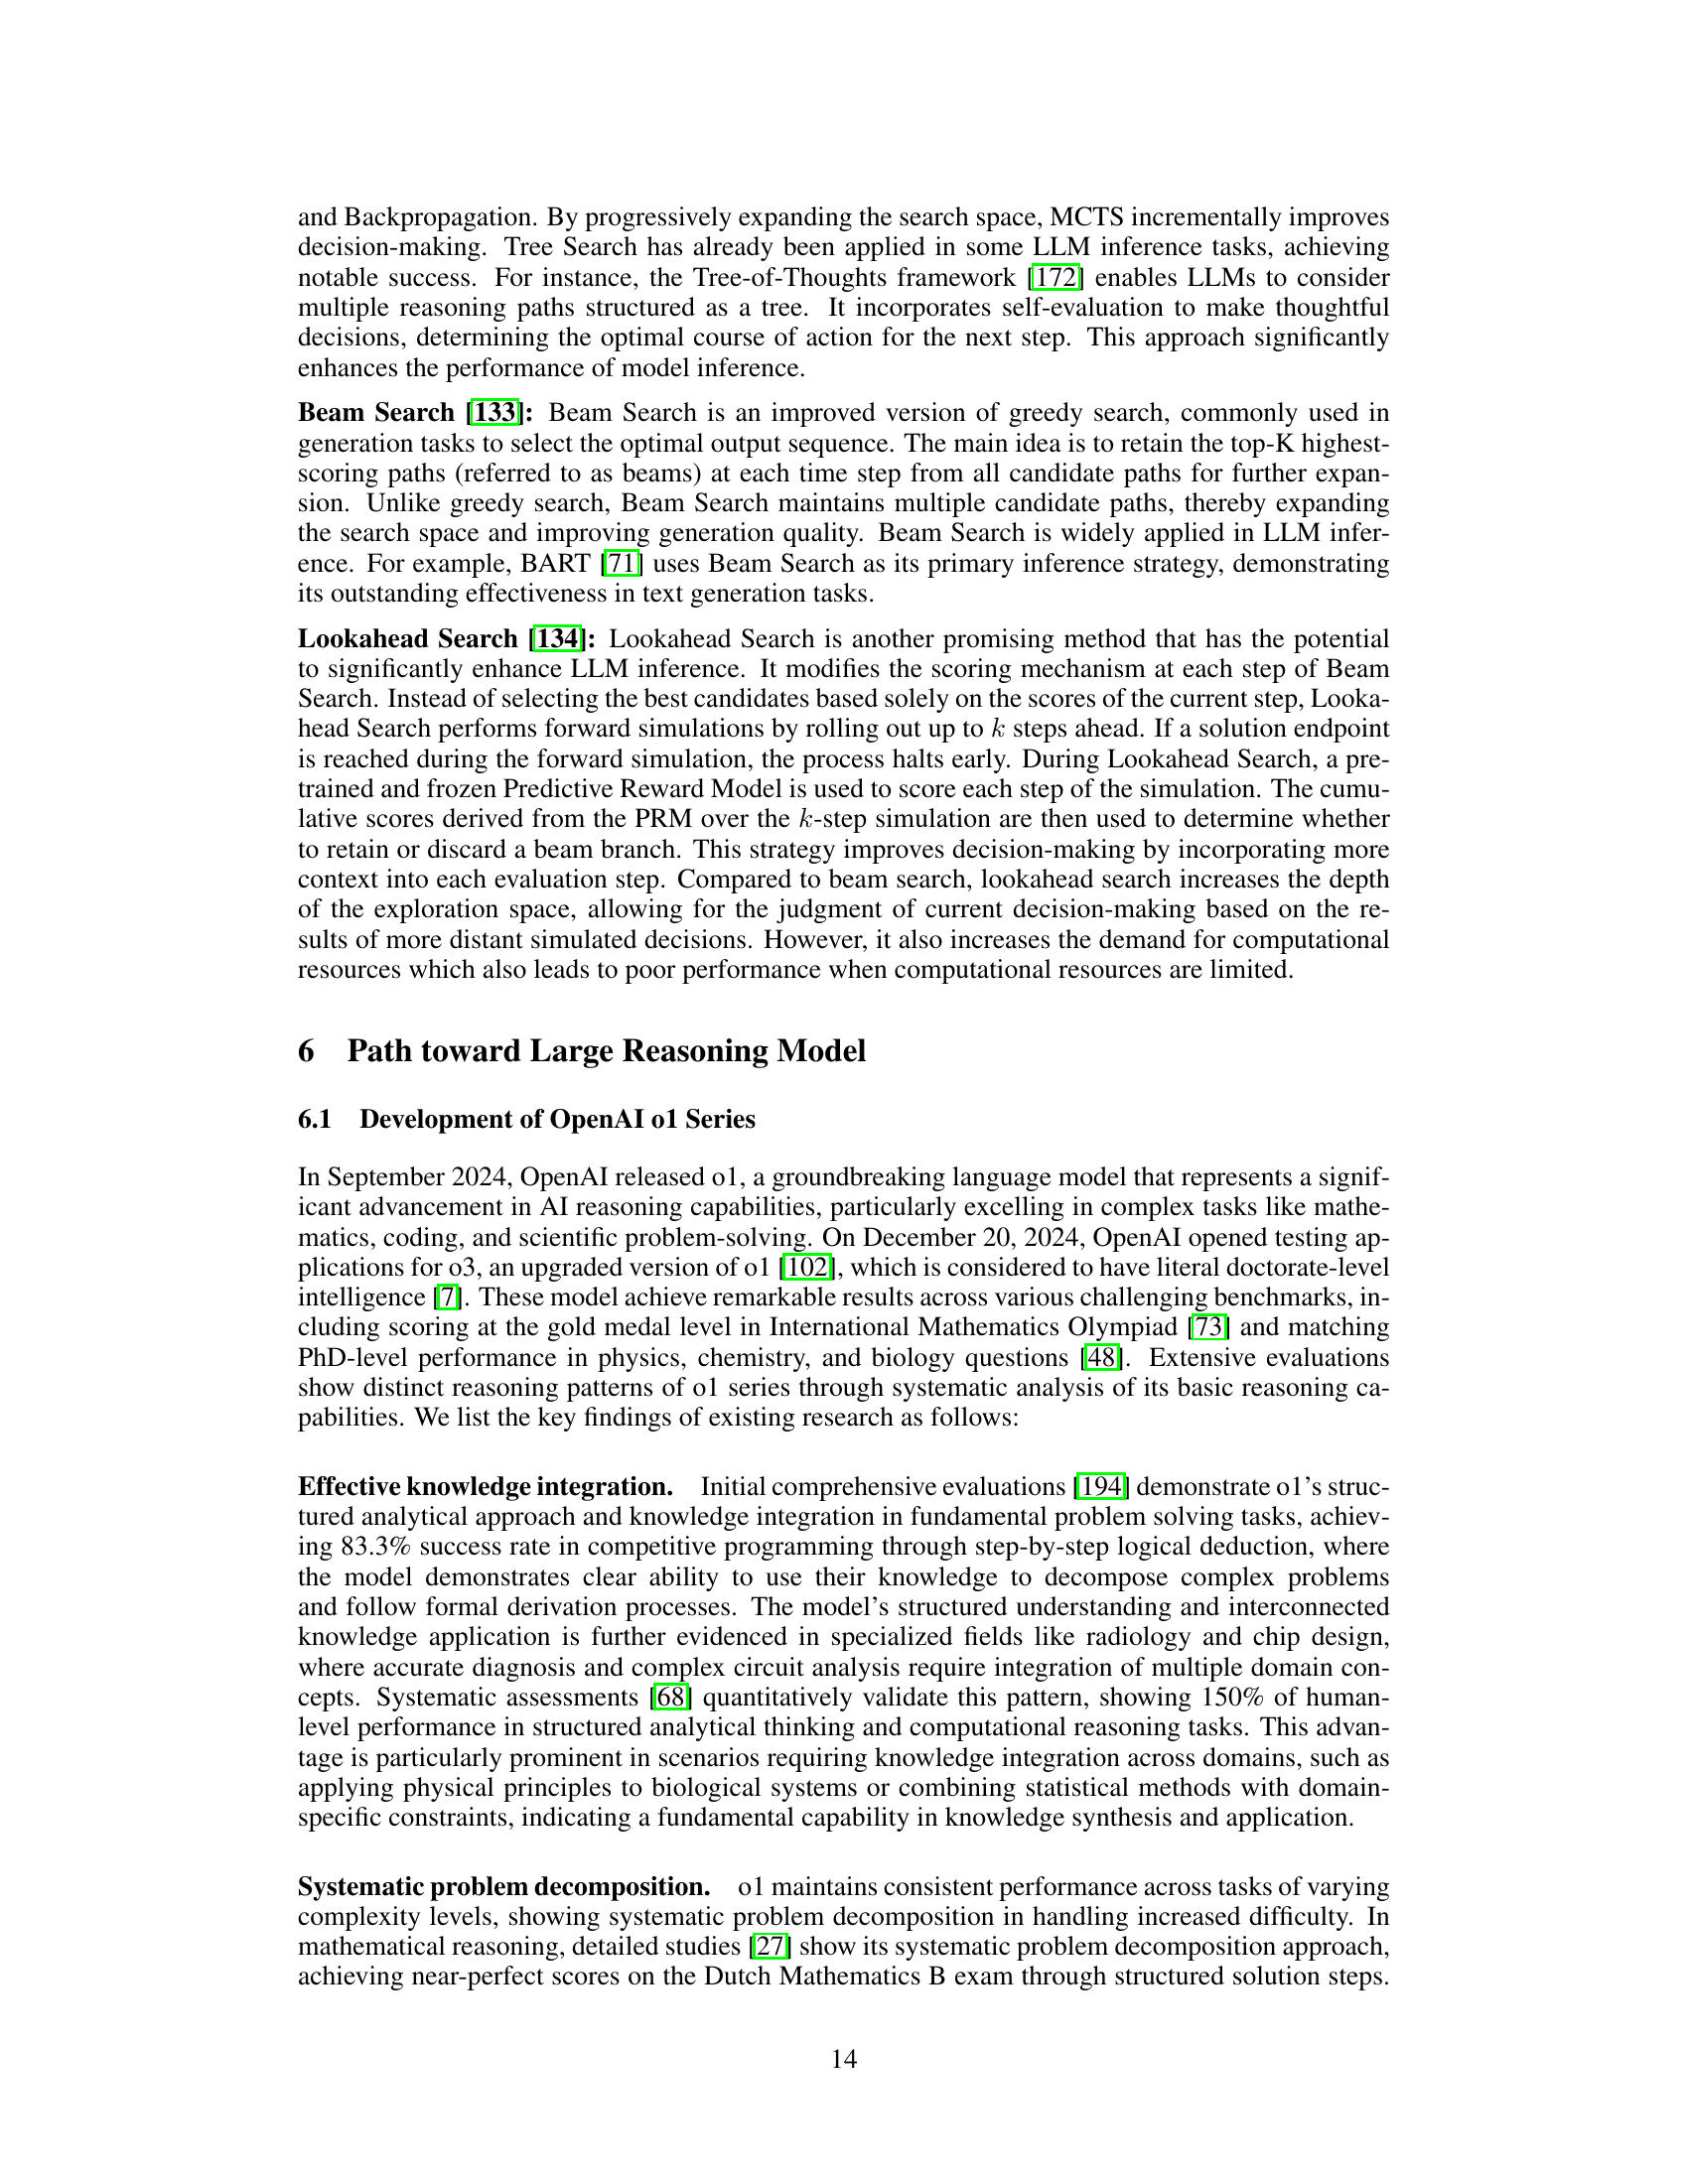 and Backpropagation. By progressively expanding the search space, MCTS incrementally improves
decision-making. Tree Search has already been applied in some LLM inference tasks, achieving
notable success. For instance, the Tree-of-Thoughts framework [172] enables LLMs to consider
multiple reasoning paths structured as a tree. It incorporates self-evaluation to make thoughtful
decisions, determining the optimal course of action for the next step. This approach significantly
enhances the performance of model inference.
Beam Search [133]: Beam Search is an improved version of greedy search, commonly used in
generation tasks to select the optimal output sequence. The main idea is to retain the top-K highest-
scoring paths (referred to as beams) at each time step from all candidate paths for further expan-
sion. Unlike greedy search, Beam Search maintains multiple candidate paths, thereby expanding
the search space and improving generation quality. Beam Search is widely applied in LLM infer-
ence. For example, BART [71] uses Beam Search as its primary inference strategy, demonstrating
its outstanding effectiveness in text generation tasks.
Lookahead Search [134]: Lookahead Search is another promising method that has the potential
to significantly enhance LLM inference. It modifies the scoring mechanism at each step of Beam
Search. Instead of selecting the best candidates based solely on the scores of the current step, Looka-
head Search performs forward simulations by rolling out up to k steps ahead. If a solution endpoint
is reached during the forward simulation, the process halts early. During Lookahead Search, a pre-
trained and frozen Predictive Reward Model is used to score each step of the simulation. The cumu-
lative scores derived from the PRM over the k-step simulation are then used to determine whether
to retain or discard a beam branch. This strategy improves decision-making by incorporating more
context into each evaluation step. Compared to beam search, lookahead search increases the depth
of the exploration space, allowing for the judgment of current decision-making based on the re-
sults of more distant simulated decisions. However, it also increases the demand for computational
resources which also leads to poor performance when computational resources are limited.
6 Path toward Large Reasoning Model
6.1 Development of OpenAI o1 Series
In September 2024, OpenAI released o1, a groundbreaking language model that represents a signif-
icant advancement in AI reasoning capabilities, particularly excelling in complex tasks like mathe-
matics, coding, and scientific problem-solving. On December 20, 2024, OpenAI opened testing ap-
plications for o3, an upgraded version of o1 [102], which is considered to have literal doctorate-level
intelligence [7]. These model achieve remarkable results across various challenging benchmarks, in-
cluding scoring at the gold medal level in International Mathematics Olympiad [73] and matching
PhD-level performance in physics, chemistry, and biology questions [48]. Extensive evaluations
show distinct reasoning patterns of o1 series through systematic analysis of its basic reasoning ca-
pabilities. We list the key findings of existing research as follows:
Effective knowledge integration. Initial comprehensive evaluations [194] demonstrate o1's struc-
tured analytical approach and knowledge integration in fundamental problem solving tasks, achiev-
ing 83.3% success rate in competitive programming through step-by-step logical deduction, where
the model demonstrates clear ability to use their knowledge to decompose complex problems
and follow formal derivation processes. The model's structured understanding and interconnected
knowledge application is further evidenced in specialized fields like radiology and chip design,
where accurate diagnosis and complex circuit analysis require integration of multiple domain con-
cepts. Systematic assessments [68] quantitatively validate this pattern, showing 150% of human-
level performance in structured analytical thinking and computational reasoning tasks. This advan-
tage is particularly prominent in scenarios requiring knowledge integration across domains, such as
applying physical principles to biological systems or combining statistical methods with domain-
specific constraints, indicating a fundamental capability in knowledge synthesis and application.
Systematic problem decomposition. o1 maintains consistent performance across tasks of varying
complexity levels, showing systematic problem decomposition in handling increased difficulty. In
mathematical reasoning, detailed studies [27] show its systematic problem decomposition approach,
achieving near-perfect scores on the Dutch Mathematics B exam through structured solution steps.
14